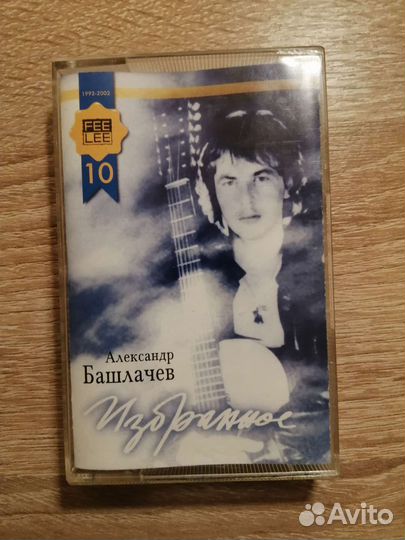 1992-2002
FEE
LEE
10
Александр
Башлачев
Избранное
Avito